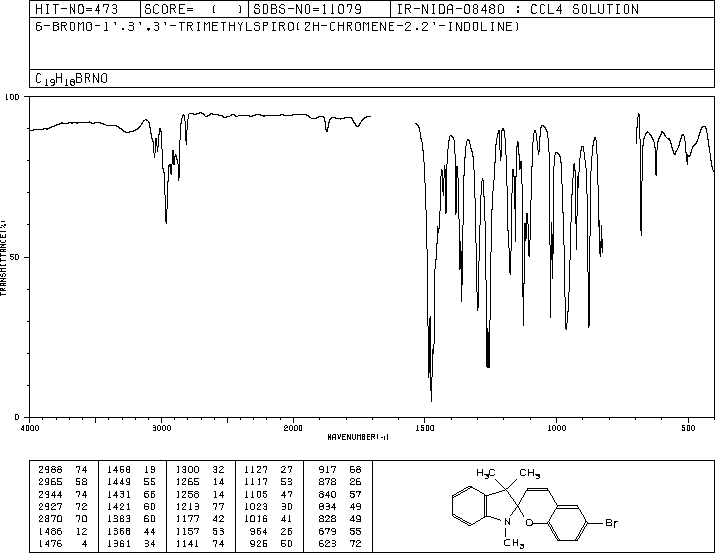 HIT-NO=473 SCORE= ( ) SDBS-NO=11079 IR-NIDA-08480 : CCL4 SOLUTION
6-BROMO-1',3',3'-TRIMETHYLSPIRO(2H-CHROMENE-2,2'-INDOLINE)
C19H18BRNO
100
50
0
TRANSMITTANCE(%)
4000 3000 2000 1500 1000 500
WAVENUMBER(-1)
2988 74 1458 19 1300 32 1127 27 917 58
2965 58 1449 55 1265 14 1117 53 878 26
2944 74 1431 66 1258 14 1105 47 840 57
2927 72 1421 60 1213 77 1023 30 834 49
2870 70 1383 60 1177 42 1016 41 828 49
1486 12 1368 44 1157 53 964 26 679 55
1476 4 1361 34 1141 74 926 60 623 72
H3C CH3
N O Br
CH3